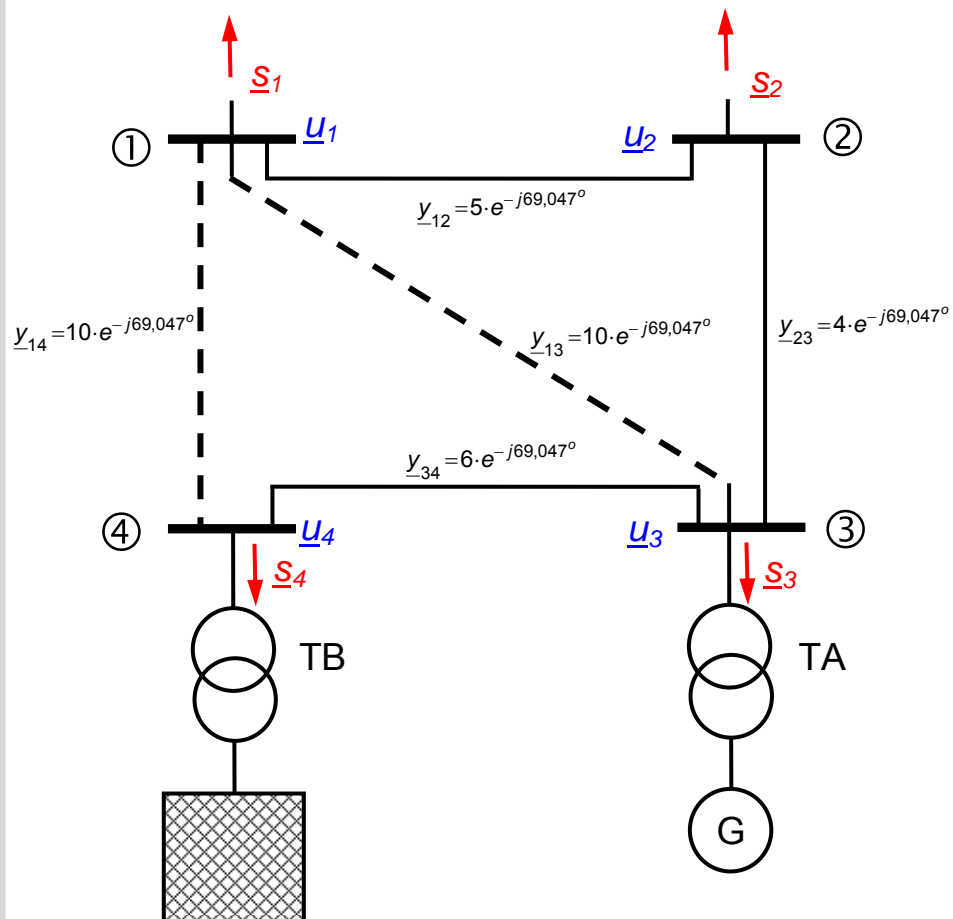 s1
s2
①
u1
u2
②
y12=5·e^−j69,047°
y14=10·e^−j69,047°
y13=10·e^−j69,047°
y23=4·e^−j69,047°
y34=6·e^−j69,047°
④
u4
u3
③
s4
s3
TB
TA
G